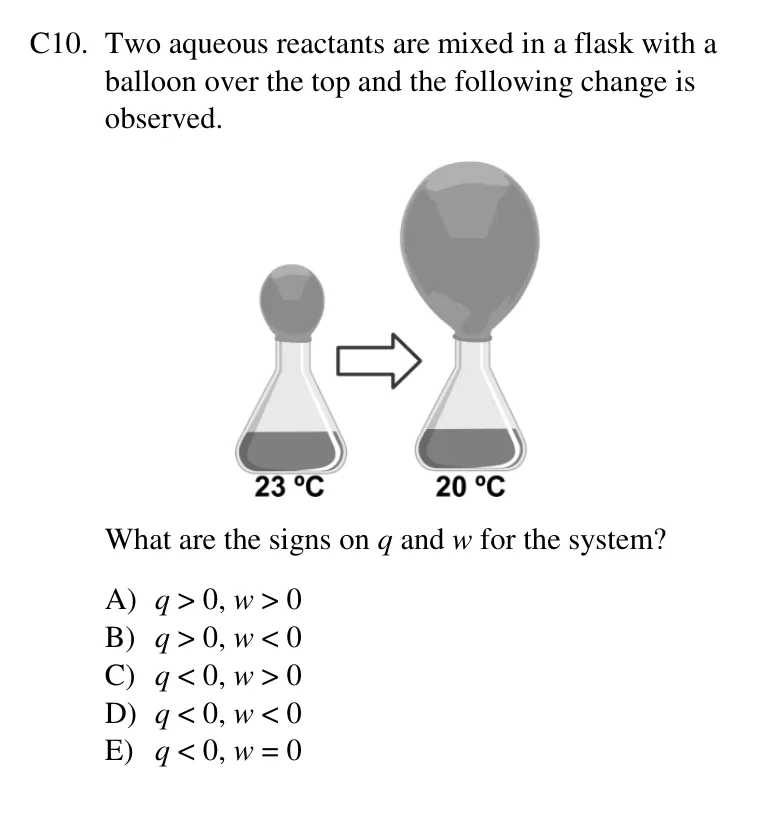 C10. Two aqueous reactants are mixed in a flask with a
balloon over the top and the following change is
observed.
23 ºC
20 ºC
What are the signs on q and w for the system?
A) q > 0, w > 0
B) q > 0, w < 0
C) q < 0, w > 0
D) q < 0, w < 0
E) q < 0, w = 0